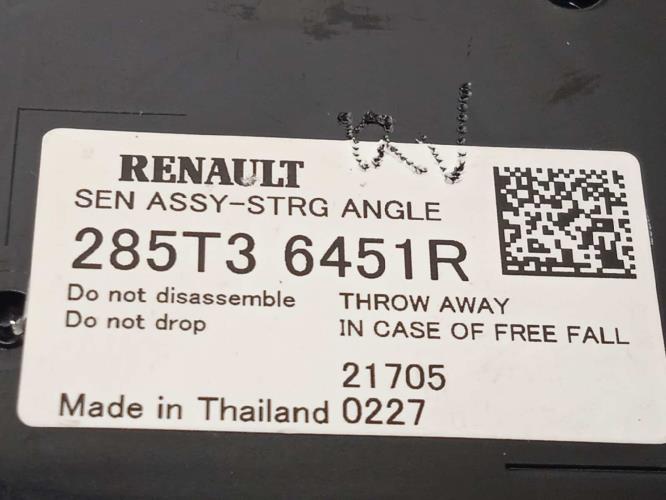 RENAULT
SEN ASSY-STRG ANGLE
285T3 6451R
Do not disassemble
Do not drop
THROW AWAY
IN CASE OF FREE FALL
21705
Made in Thailand 0227